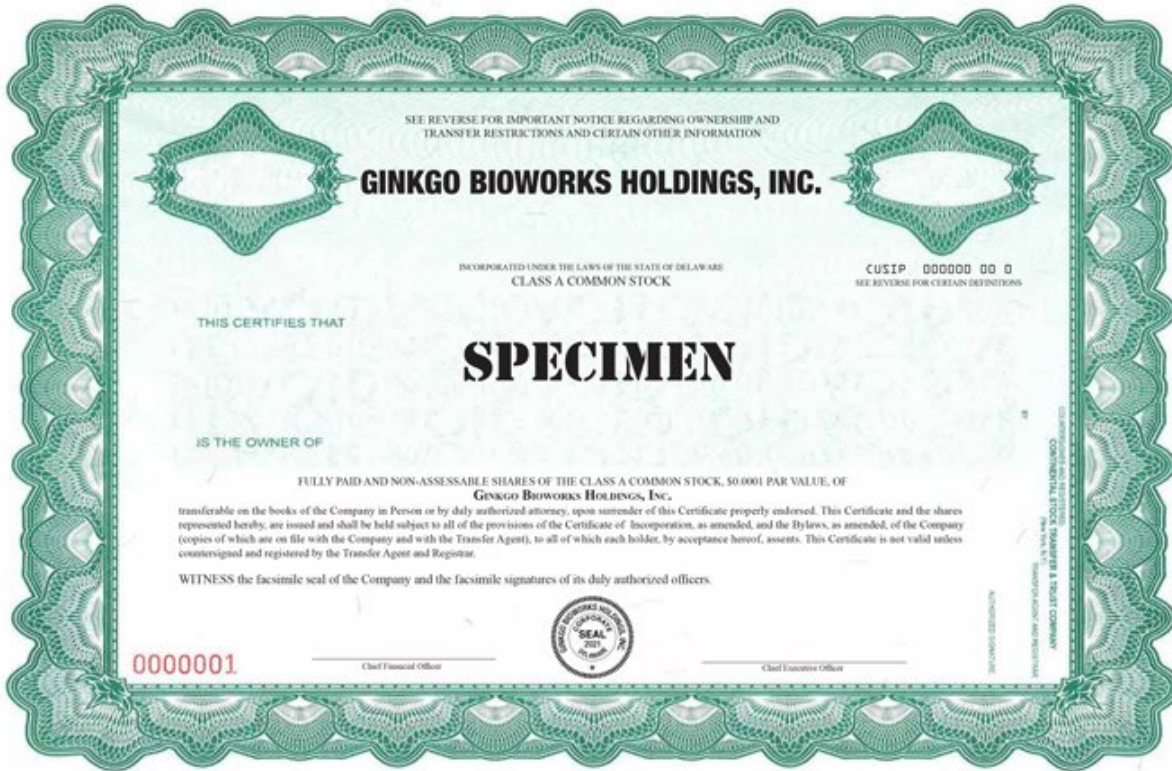 SEE REVERSE FOR IMPORTANT NOTICE REGARDING OWNERSHIP AND
TRANSFER RESTRICTIONS AND CERTAIN OTHER INFORMATION
GINKGO BIOWORKS HOLDINGS, INC.
INCORPORATED UNDER THE LAWS OF THE STATE OF DELAWARE
CLASS A COMMON STOCK
CUSIP 000000 00 0
SEE REVERSE FOR CERTAIN DEFINITIONS
THIS CERTIFIES THAT
SPECIMEN
IS THE OWNER OF
FULLY PAID AND NON-ASSESSABLE SHARES OF THE CLASS A COMMON STOCK, $0.0001 PAR VALUE, OF
GINKGO BIOWORKS HOLDINGS, INC.
transferable on the books of the Company in Person or by duly authorized attorney, upon surrender of this Certificate properly endorsed. This Certificate and the shares
represented hereby, are issued and shall be held subject to all of the provisions of the Certificate of Incorporation, as amended, and the Bylaws, as amended, of the Company
(copies of which are on file with the Company and with the Transfer Agent), to all of which each holder, by acceptance hereof, assents. This Certificate is not valid unless
countersigned and registered by the Transfer Agent and Registrar.
WITNESS the facsimile seal of the Company and the facsimile signatures of its duly authorized officers.
0000001
Chief Financial Officer
GINKGO BIOWORKS HOLDINGS, INC.
CORPORATE
SEAL
2021
DELAWARE
Chief Executive Officer
COUNTERSIGNED AND REGISTERED:
CONTINENTAL STOCK TRANSFER & TRUST COMPANY
(New York, N.Y.)
TRANSFER AGENT AND REGISTRAR
BY
AUTHORIZED SIGNATURE